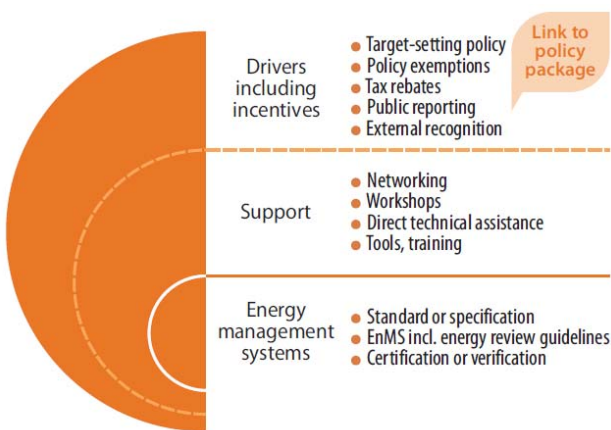 Drivers
including
incentives
• Target-setting policy
• Policy exemptions
• Tax rebates
• Public reporting
• External recognition
Link to
policy
package
Support
• Networking
• Workshops
• Direct technical assistance
• Tools, training
Energy
management
systems
• Standard or specification
• EnMS incl. energy review guidelines
• Certification or verification